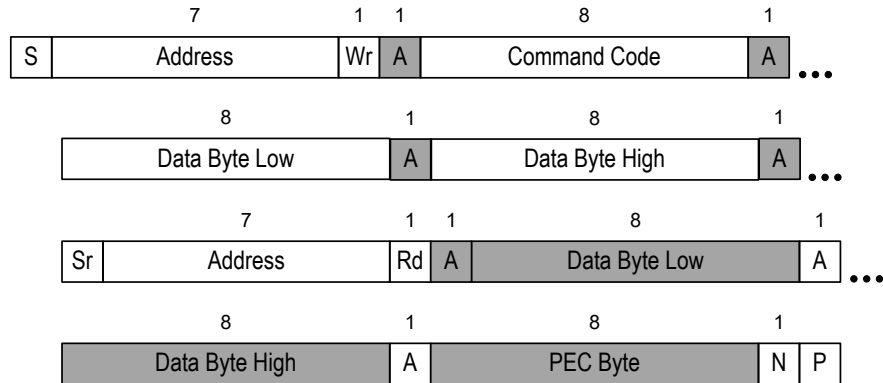 7 1 1 8 1
S Address Wr A Command Code A ...
8 1 8 1
Data Byte Low A Data Byte High A ...
7 1 1 8 1
Sr Address Rd A Data Byte Low A ...
8 1 8 1
Data Byte High A PEC Byte N P